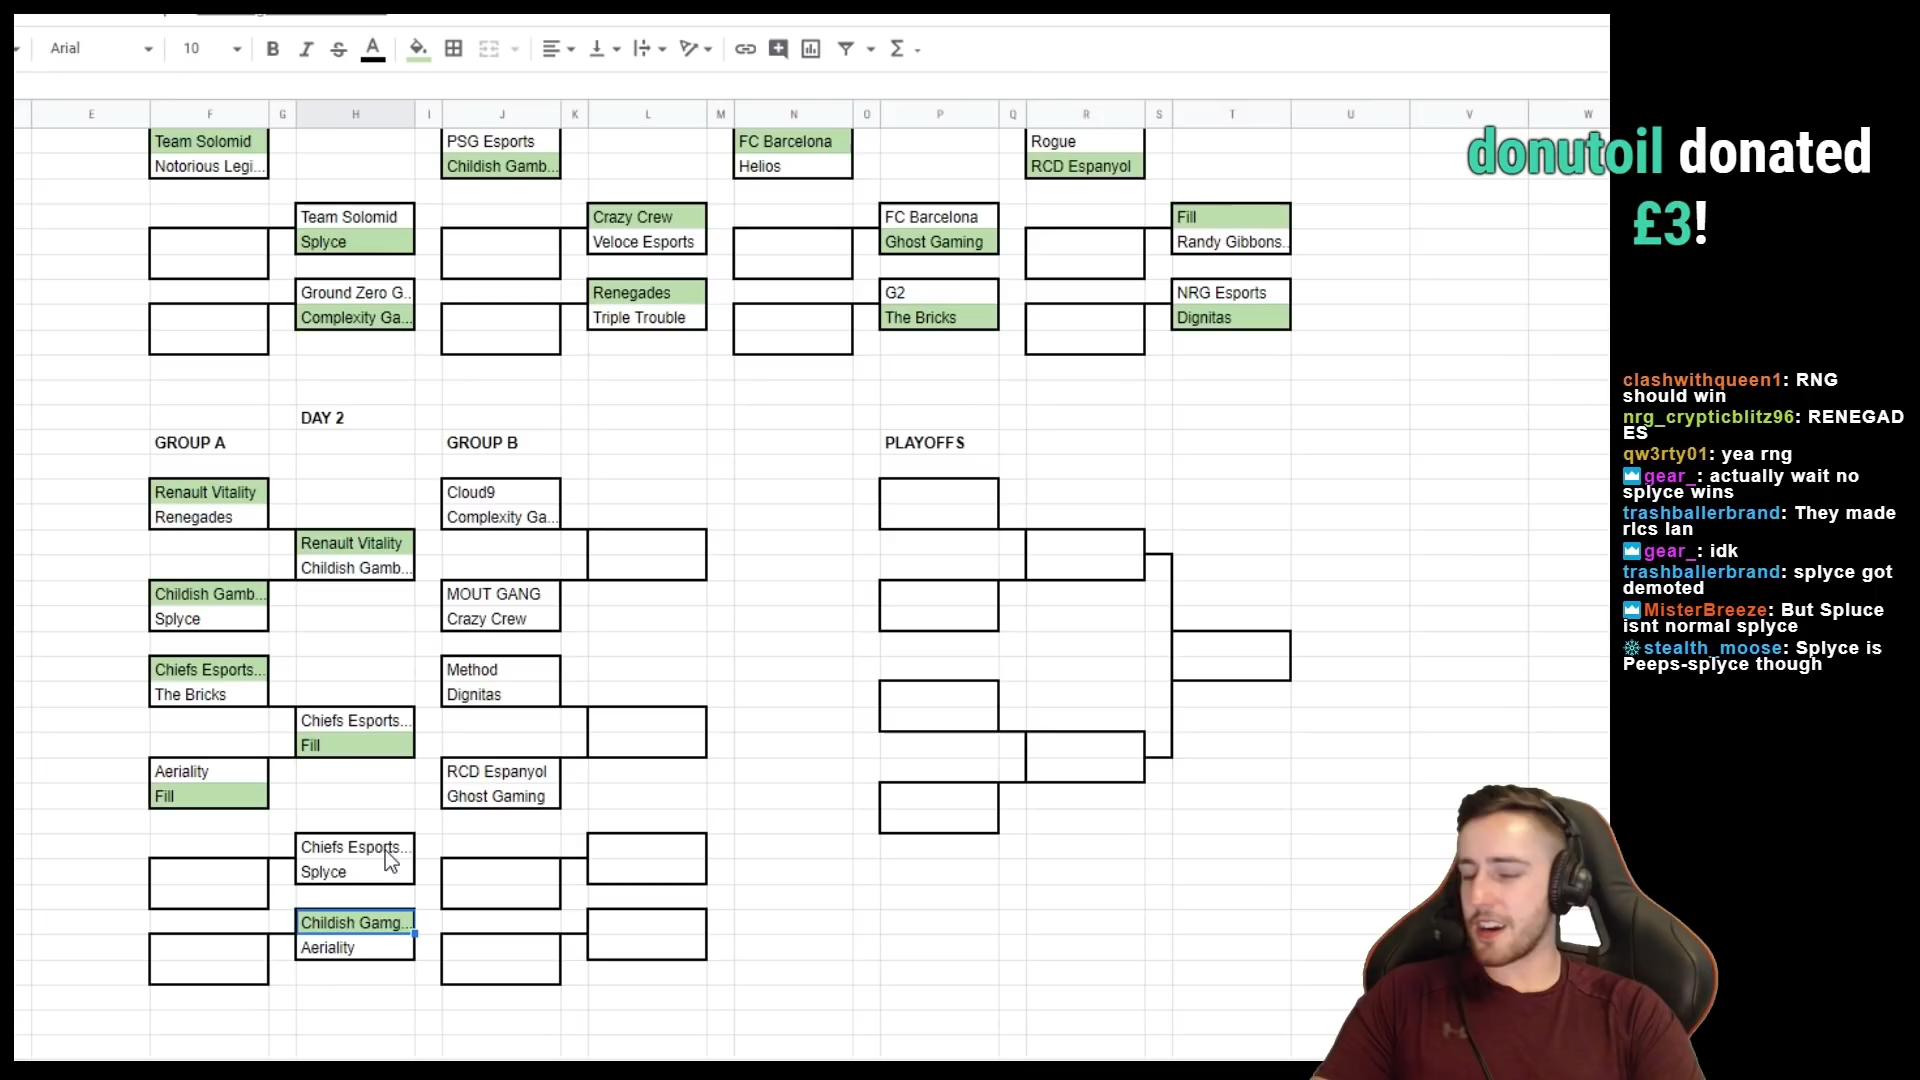 Arial 10 B I S A
E F G H I J K L M N O P Q R S T U V W
Team Solomid PSG Esports FC Barcelona Rogue
Notorious Legi... Childish Gamb... Helios RCD Espanyol
Team Solomid Crazy Crew FC Barcelona Fill
Splyce Veloce Esports Ghost Gaming Randy Gibbons..
Ground Zero G.. Renegades G2 NRG Esports
Complexity Ga... Triple Trouble The Bricks Dignitas
DAY 2
GROUP A GROUP B PLAYOFFS
Renault Vitality Cloud9
Renegades Complexity Ga...
Renault Vitality
Childish Gamb...
Childish Gamb... MOUT GANG
Splyce Crazy Crew
Chiefs Esports... Method
The Bricks Dignitas
Chiefs Esports...
Fill
Aeriality RCD Espanyol
Fill Ghost Gaming
Chiefs Esports...
Splyce
Childish Gamg...
Aeriality
donutoil donated
£3!
clashwithqueen1: RNG
should win
nrg_crypticblitz96: RENEGAD
ES
qw3rty01: yea rng
gear_: actually wait no
splyce wins
trashballerbrand: They made
rlcs lan
gear_: idk
trashballerbrand: splyce got
demoted
MisterBreeze: But Spluce
isnt normal splyce
stealth_moose: Splyce is
Peeps-splyce though